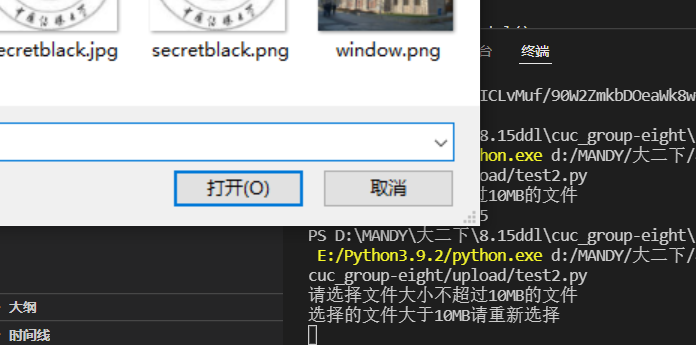 ecretblack.jpg
secretblack.png
window.png
打开(O)
取消
大纲
时间线
台
终端
ICLvMuf/90W2ZmkbDOeaWk8w
8.15ddl\cuc_group-eight\
hon.exe d:/MANDY/大二下/
load/test2.py
过10MB的文件
5
PS D:\MANDY\大二下\8.15ddl\cuc_group-eight\
E:/Python3.9.2/python.exe d:/MANDY/大二下/
cuc_group-eight/upload/test2.py
请选择文件大小不超过10MB的文件
选择的文件大于10MB请重新选择